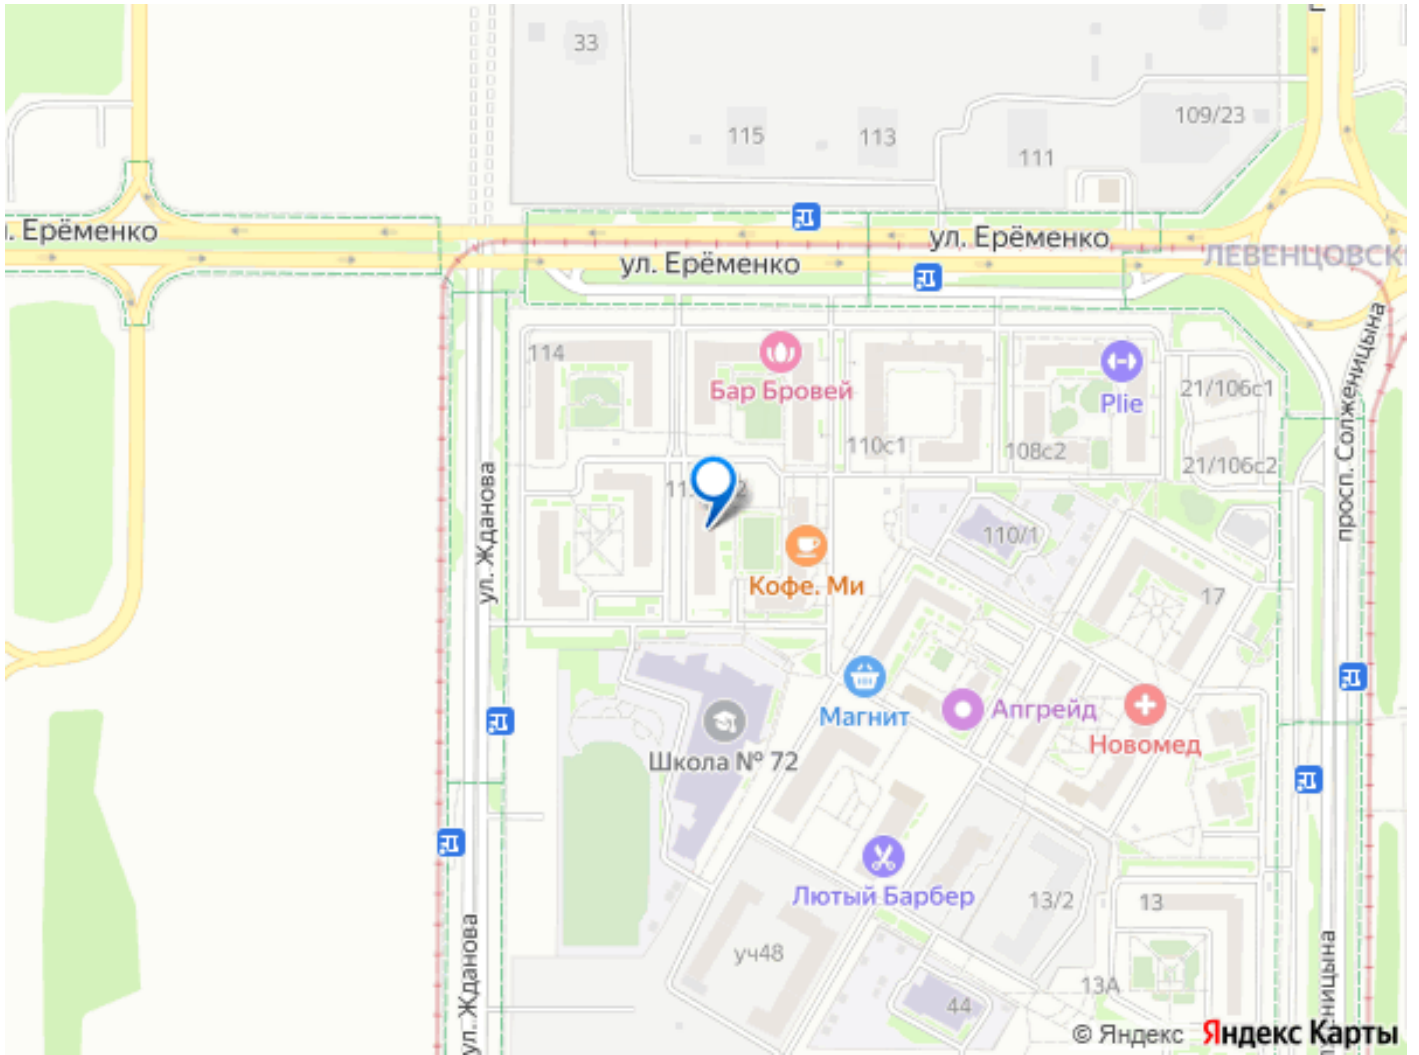 33
109/23
115
113
111
ул. Ерёменко
ул. Ерёменко
ул. Ерёменко
ЛЕВЕНЦОВСК
просп. Солженицына
114
Бар Бровей
Plie
21/106с1
110с1
108с2
21/106с2
ул. Жданова
110/1
Кофе. Ми
17
Магнит
Апгрейд
Новомед
Школа № 72
Лютый Барбер
13/2
13
уч48
13А
44
ул. Жданова
© Яндекс Яндекс Карты